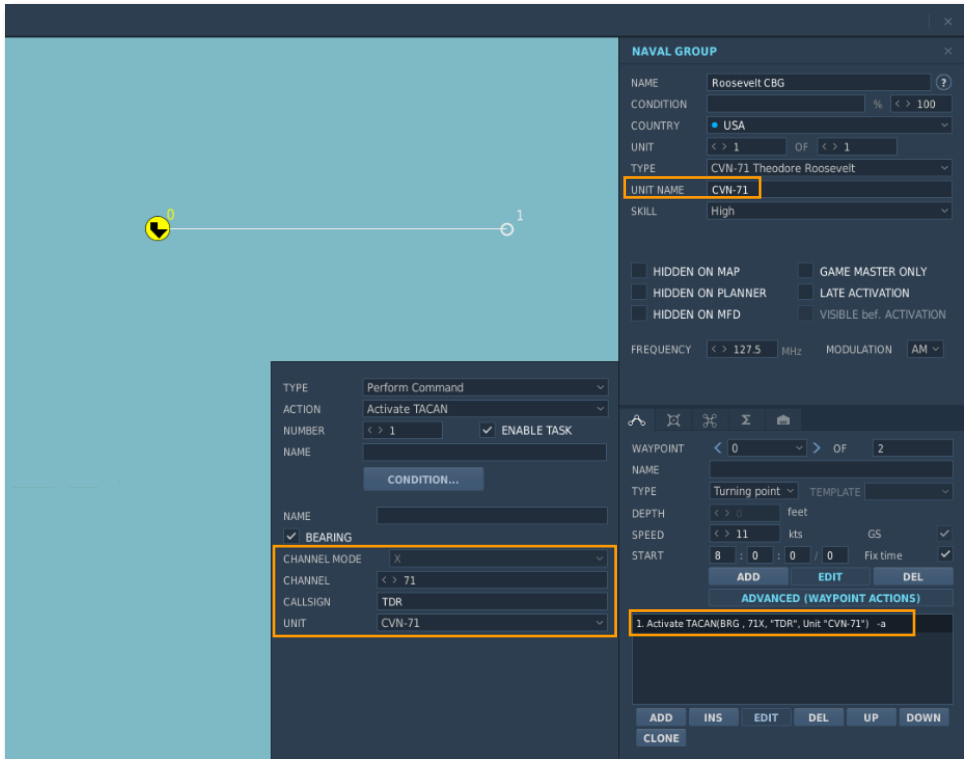 NAVAL GROUP
NAME Roosevelt CBG ?
CONDITION % < > 100
COUNTRY USA
UNIT < > 1 OF < > 1
TYPE CVN-71 Theodore Roosevelt
UNIT NAME CVN-71
SKILL High
HIDDEN ON MAP GAME MASTER ONLY
HIDDEN ON PLANNER LATE ACTIVATION
HIDDEN ON MFD VISIBLE bef. ACTIVATION
FREQUENCY < > 127.5 MHz MODULATION AM
0
1
TYPE Perform Command
ACTION Activate TACAN
NUMBER < > 1 ENABLE TASK
NAME
CONDITION...
NAME
BEARING
CHANNEL MODE X
CHANNEL < > 71
CALLSIGN TDR
UNIT CVN-71
Σ
WAYPOINT < 0 > OF 2
NAME
TYPE Turning point TEMPLATE
DEPTH < > 0 feet
SPEED < > 11 kts GS
START 8 : 0 : 0 / 0 Fix time
ADD EDIT DEL
ADVANCED (WAYPOINT ACTIONS)
1. Activate TACAN(BRG , 71X, "TDR", Unit "CVN-71") -a
ADD INS EDIT DEL UP DOWN
CLONE